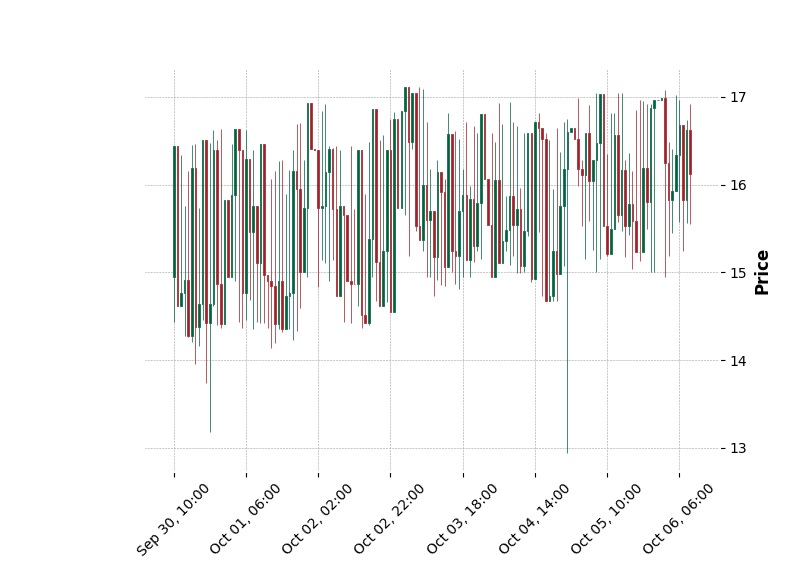 17
16
15
14
13
Price
Sep 30, 10:00
Oct 01, 06:00
Oct 02, 02:00
Oct 02, 22:00
Oct 03, 18:00
Oct 04, 14:00
Oct 05, 10:00
Oct 06, 06:00